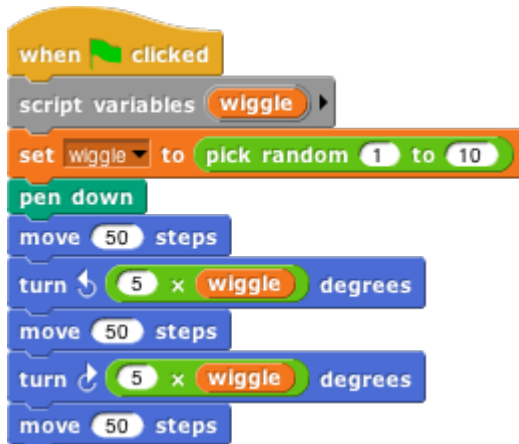 when clicked
script variables wiggle
set wiggle to pick random 1 to 10
pen down
move 50 steps
turn 5 × wiggle degrees
move 50 steps
turn 5 × wiggle degrees
move 50 steps